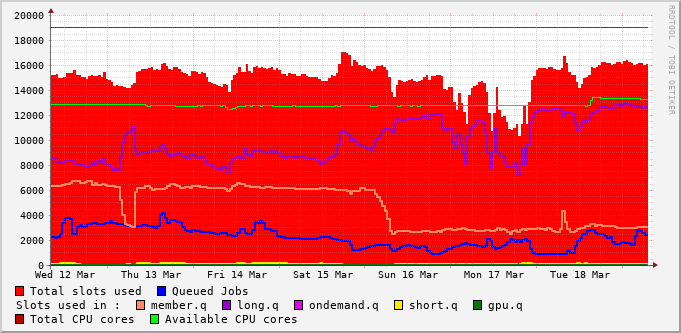 20000
18000
16000
14000
12000
10000
8000
6000
4000
2000
0
Wed 12 Mar Thu 13 Mar Fri 14 Mar Sat 15 Mar Sun 16 Mar Mon 17 Mar Tue 18 Mar
Total slots used Queued Jobs
Slots used in : member.q long.q ondemand.q short.q gpu.q
Total CPU cores Available CPU cores
RRDTOOL / TOBI OETIKER